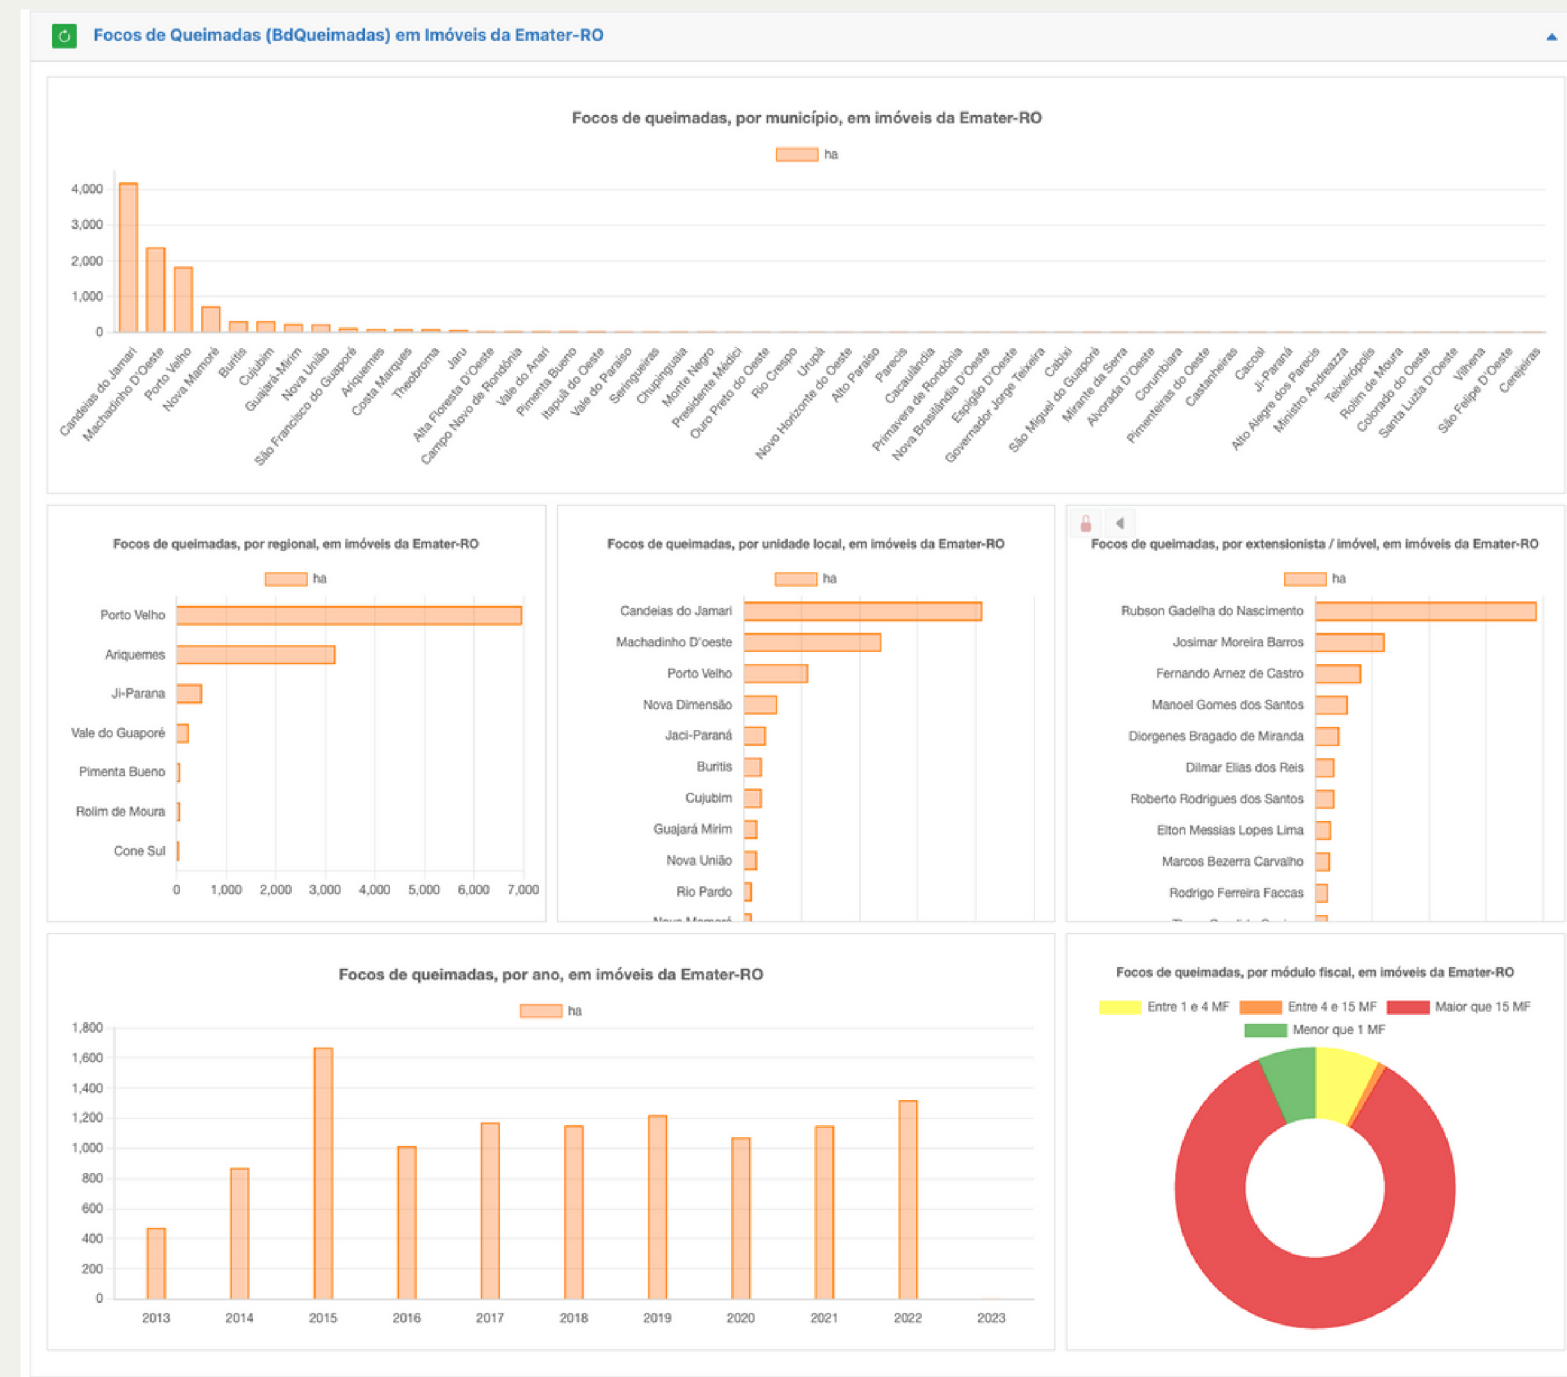 Focos de Queimadas (BdQueimadas) em Imóveis da Emater-RO
Focos de queimadas, por município, em imóveis da Emater-RO
ha
4,000
3,000
2,000
1,000
0
Candeias do Jamari
Machadinho D'Oeste
Porto Velho
Nova Mamoré
Buritis
Cujubim
Guajará-Mirim
Nova União
São Francisco do Guaporé
Ariquemes
Costa Marques
Theobroma
Jaru
Alta Floresta D'Oeste
Campo Novo de Rondônia
Vale do Anari
Pimenta Bueno
Itapuã do Oeste
Vale do Paraíso
Seringueiras
Chupinguaia
Monte Negro
Presidente Médici
Ouro Preto do Oeste
Rio Crespo
Urupá
Novo Horizonte do Oeste
Alto Paraíso
Parecis
Cacaulândia
Primavera de Rondônia
Nova Brasilândia D'Oeste
Espigão D'Oeste
Governador Jorge Teixeira
Cabixi
São Miguel do Guaporé
Mirante da Serra
Alvorada D'Oeste
Corumbiara
Pimenteiras do Oeste
Castanheiras
Cacoal
Ji-Paraná
Alto Alegre dos Parecis
Ministro Andreazza
Teixeirópolis
Rolim de Moura
Colorado do Oeste
Santa Luzia D'Oeste
Vilhena
São Felipe D'Oeste
Cerejeiras
Focos de queimadas, por regional, em imóveis da Emater-RO
ha
Porto Velho
Ariquemes
Ji-Parana
Vale do Guaporé
Pimenta Bueno
Rolim de Moura
Cone Sul
0 1,000 2,000 3,000 4,000 5,000 6,000 7,000
Focos de queimadas, por unidade local, em imóveis da Emater-RO
ha
Candeias do Jamari
Machadinho D'oeste
Porto Velho
Nova Dimensão
Jaci-Paraná
Buritis
Cujubim
Guajará Mirim
Nova União
Rio Pardo
Nova Mamoré
Focos de queimadas, por extensionista / imóvel, em imóveis da Emater-RO
ha
Rubson Gadelha do Nascimento
Josimar Moreira Barros
Fernando Arnez de Castro
Manoel Gomes dos Santos
Diorgenes Bragado de Miranda
Dilmar Elias dos Reis
Roberto Rodrigues dos Santos
Elton Messias Lopes Lima
Marcos Bezerra Carvalho
Rodrigo Ferreira Faccas
Focos de queimadas, por ano, em imóveis da Emater-RO
ha
1,800
1,600
1,400
1,200
1,000
800
600
400
200
0
2013 2014 2015 2016 2017 2018 2019 2020 2021 2022 2023
Focos de queimadas, por módulo fiscal, em imóveis da Emater-RO
Entre 1 e 4 MF Entre 4 e 15 MF Maior que 15 MF
Menor que 1 MF